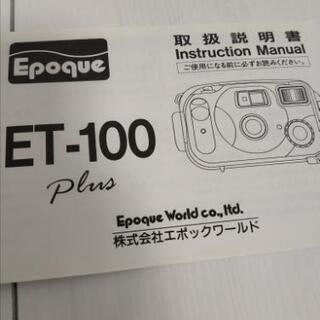 Epoque
取扱説明書
Instruction Manual
ご使用になる前に必ずお読みください。
ET-100
Plus
Epoque World co., ltd.
株式会社エポックワールド